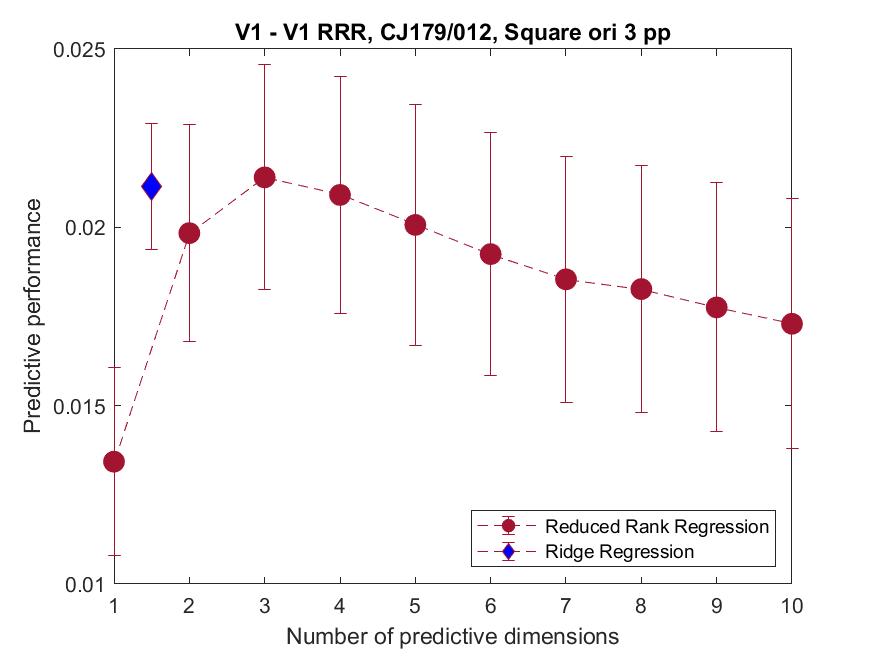 V1 - V1 RRR, CJ179/012, Square ori 3 pp
0.025
0.02
0.015
0.01
Predictive performance
1 2 3 4 5 6 7 8 9 10
Number of predictive dimensions
Reduced Rank Regression
Ridge Regression